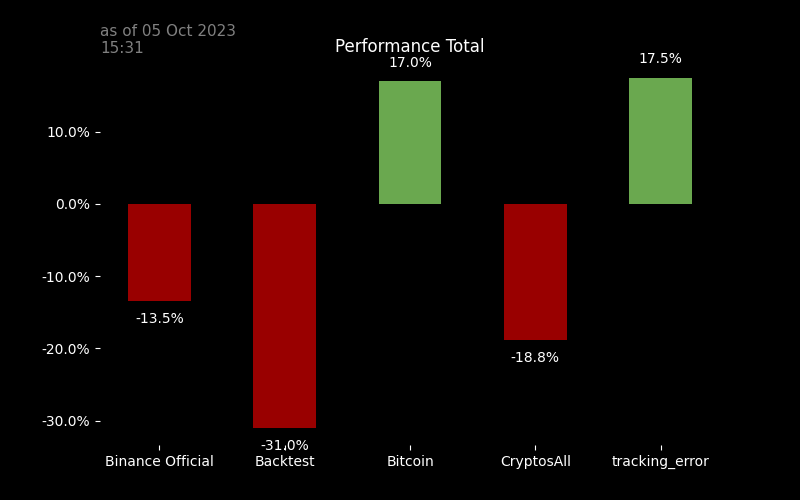 as of 05 Oct 2023
15:31
Performance Total
17.0%
17.5%
10.0%
0.0%
-10.0%
-13.5%
-20.0%
-18.8%
-30.0%
-31.0%
Binance Official
Backtest
Bitcoin
CryptosAll
tracking_error